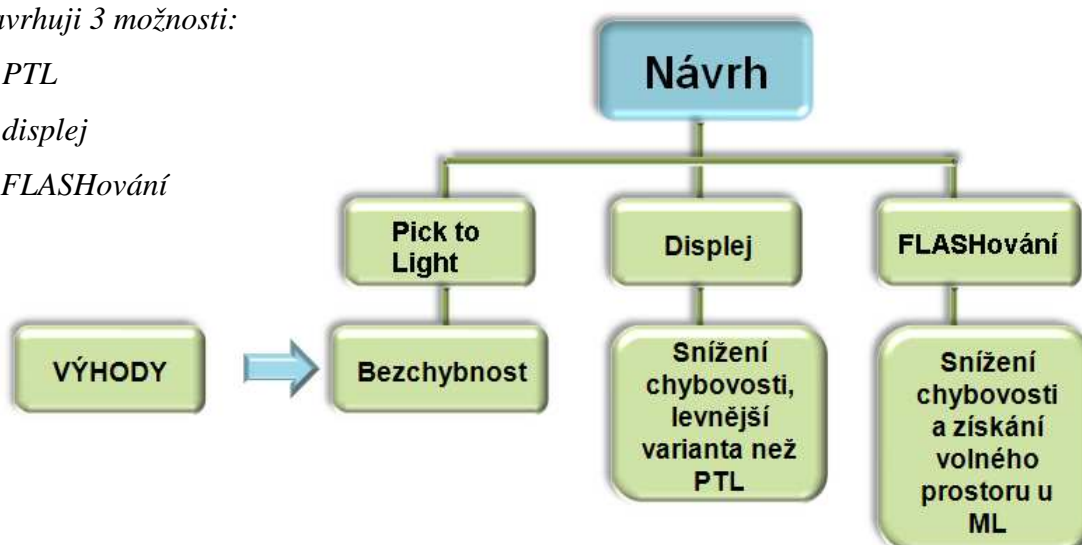 vrhuji 3 možnosti:
PTL
displej
FLASHování
Návrh
Pick to
Light
Displej
FLASHování
VÝHODY
Bezchybnost
Snížení
chybovosti,
levnější
varianta než
PTL
Snížení
chybovosti
a získání
volného
prostoru u
ML